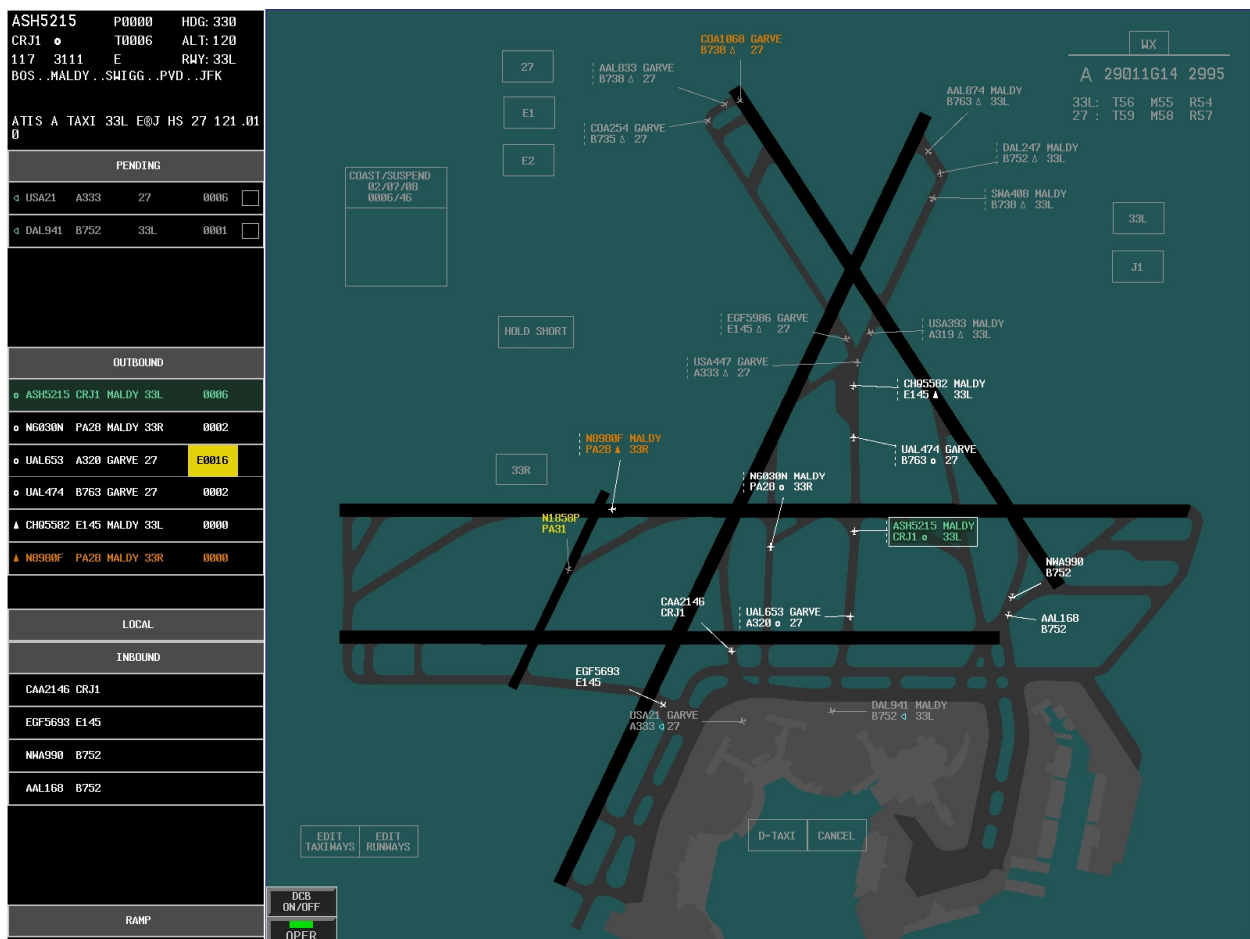 ASH5215 P0000 HDG: 330
CRJ1 T0006 ALT: 120
117 3111 E RWY: 33L
BOS..MALDY..SWIGG..PVD..JFK
ATIS A TAXI 33L E®J HS 27 121.01
0
PENDING
USA21 A333 27 0006
DAL941 B752 33L 0001
OUTBOUND
ASH5215 CRJ1 MALDY 33L 0006
N6030N PA28 MALDY 33R 0002
UAL653 A320 GARVE 27 E0016
UAL474 B763 GARVE 27 0002
CHQ5582 E145 MALDY 33L 0000
N8980F PA28 MALDY 33R 0000
LOCAL
INBOUND
CAA2146 CRJ1
EGF5693 E145
NWA990 B752
AAL168 B752
RAMP
DCB
ON/OFF
OPER
27
E1
E2
COAST/SUSPEND
02/07/08
0006/46
HOLD SHORT
33R
WX
A 29011G14 2995
33L: T56 M55 R54
27 : T59 M58 R57
33L
J1
COA1068 GARVE
B738 27
AAL833 GARVE
B738 27
COA254 GARVE
B735 27
AAL874 MALDY
B763 33L
DAL247 MALDY
B752 33L
SWA408 MALDY
B738 33L
EGF5986 GARVE
E145 27
USA393 MALDY
A319 33L
USA447 GARVE
A333 27
CHQ5582 MALDY
E145 33L
N8980F MALDY
PA28 33R
UAL474 GARVE
B763 27
N6030N MALDY
PA28 33R
N1858P
PA31
ASH5215 MALDY
CRJ1 33L
NWA990
B752
CAA2146
CRJ1
UAL653 GARVE
A320 27
AAL168
B752
EGF5693
E145
USA21 GARVE
A333 27
DAL941 MALDY
B752 33L
EDIT
TAXIWAYS
EDIT
RUNWAYS
D-TAXI
CANCEL